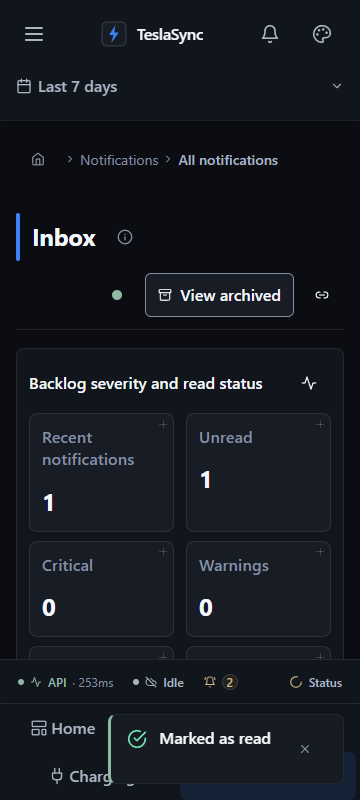 TeslaSync
Last 7 days
Notifications
All notifications
Inbox
View archived
Backlog severity and read status
Recent notifications
1
Unread
1
Critical
0
Warnings
0
API · 253ms
Idle
2
Status
Home
Marked as read